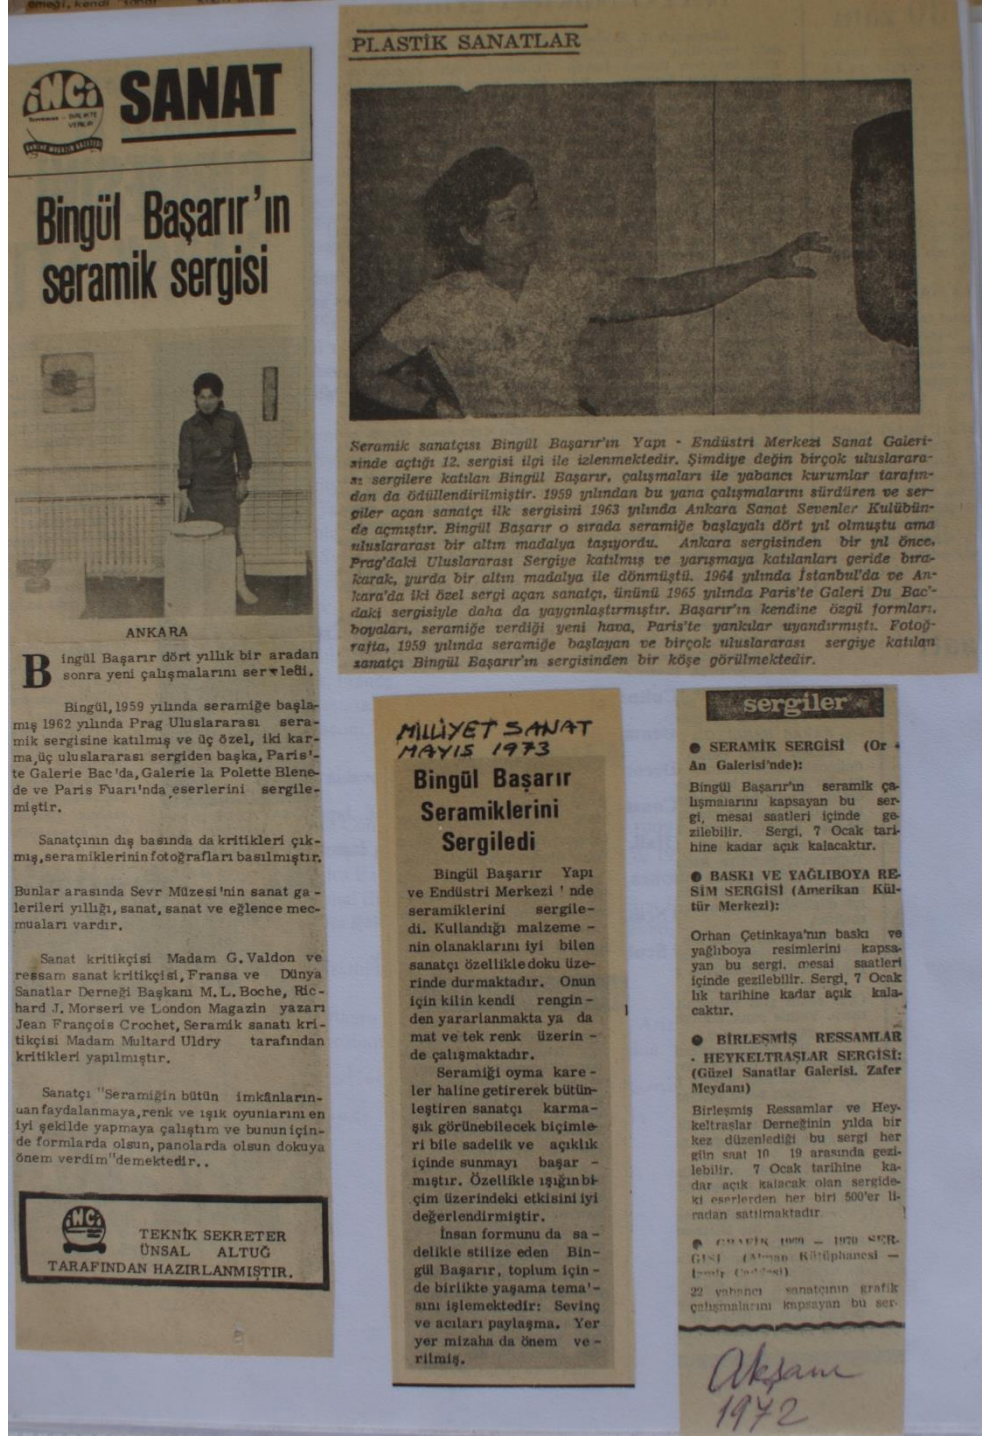 İNCİ
BİRLİKTE
SANAT
Bingül Başarır'ın
seramik sergisi
ANKARA
Bingül Başarır dört yıllık bir aradan
sonra yeni çalışmalarını sergiledi.
Bingül, 1959 yılında seramiğe başla-
mış 1962 yılında Prag Uluslararası sera-
mik sergisine katılmış ve üç özel, iki kar-
ma, üç uluslararası sergiden başka, Paris'-
te Galerie Bac'da, Galerie la Polette Blene-
de ve Paris Fuarı'nda eserlerini sergile-
miştir.
Sanatçının dış basında da kritikleri çık-
mış, seramiklerinin fotoğrafları basılmıştır.
Bunlar arasında Sevr Müzesi'nin sanat ga-
lerileri yıllığı, sanat, sanat ve eğlence mec-
muaları vardır.
Sanat kritikçisi Madam G. Valdon ve
ressam sanat kritikçisi, Fransa ve Dünya
Sanatlar Derneği Başkanı M. L. Boche, Ric-
hard J. Morseri ve London Magazin yazarı
Jean François Crochet, Seramik sanatı kri-
tikçisi Madam Multard Uldry tarafından
kritikleri yapılmıştır.
Sanatçı "Seramiğin bütün imkânların-
uan faydalanmaya, renk ve ışık oyunlarını en
iyi şekilde yapmaya çalıştım ve bunun için-
de formlarda olsun, panolarda olsun dokuya
önem verdim" demektedir..
İNCİ
TEKNİK SEKRETER
ÜNSAL ALTUĞ
TARAFINDAN HAZIRLANMIŞTIR.
PLASTİK SANATLAR
Seramik sanatçısı Bingül Başarır'ın Yapı - Endüstri Merkezi Sanat Galeri-
sinde açtığı 12. sergisi ilgi ile izlenmektedir. Şimdiye değin birçok uluslarara-
sı sergilere katılan Bingül Başarır, çalışmaları ile yabancı kurumlar tarafın-
dan da ödüllendirilmiştir. 1959 yılından bu yana çalışmalarını sürdüren ve ser-
giler açan sanatçı ilk sergisini 1963 yılında Ankara Sanat Sevenler Kulübün-
de açmıştır. Bingül Başarır o sırada seramiğe başlayalı dört yıl olmuştu ama
uluslararası bir altın madalya taşıyordu. Ankara sergisinden bir yıl önce,
Prag'daki Uluslararası Sergiye katılmış ve yarışmaya katılanları geride bıra-
karak, yurda bir altın madalya ile dönmüştü. 1964 yılında İstanbul'da ve An-
kara'da iki özel sergi açan sanatçı, ününü 1965 yılında Paris'te Galeri Du Bac'-
daki sergisiyle daha da yaygınlaştırmıştır. Başarır'ın kendine özgü formları,
boyaları, seramiğe verdiği yeni hava, Paris'te yankılar uyandırmıştı. Fotoğ-
rafta, 1959 yılında seramiğe başlayan ve birçok uluslararası sergiye katılan
sanatçı Bingül Başarır'ın sergisinden bir köşe görülmektedir.
MİLLİYET SANAT
MAYIS 1973
Bingül Başarır
Seramiklerini
Sergiledi
Bingül Başarır Yapı
ve Endüstri Merkezi ' nde
seramiklerini sergile-
di. Kullandığı malzeme -
nin olanaklarını iyi bilen
sanatçı özellikle doku üze-
rinde durmaktadır. Onun
için kilin kendi rengin -
den yararlanmakta ya da
mat ve tek renk üzerin -
de çalışmaktadır.
Seramiği oyma kare -
ler haline getirerek bütün-
leştiren sanatçı karma-
şık görünebilecek biçimle-
ri bile sadelik ve açıklık
içinde sunmayı başar -
mıştır. Özellikle ışığın bi-
çim üzerindeki etkisini iyi
değerlendirmiştir.
İnsan formunu da sa -
delikle stilize eden Bin-
gül Başarır, toplum için -
de birlikte yaşama tema'-
sını işlemektedir: Sevinç
ve acıları paylaşma. Yer
yer mizaha da önem ve -
rilmiş.
sergiler
● SERAMİK SERGİSİ (Or -
An Galerisi'nde):
Bingül Başarır'ın seramik ça-
lışmalarını kapsayan bu ser-
gi, mesai saatleri içinde ge-
zilebilir. Sergi, 7 Ocak tari-
hine kadar açık kalacaktır.
● BASKI VE YAĞLIBOYA RE-
SİM SERGİSİ (Amerikan Kül-
tür Merkezi):
Orhan Çetinkaya'nın baskı ve
yağlıboya resimlerini kapsa-
yan bu sergi, mesai saatleri
içinde gezilebilir. Sergi, 7 Ocak
lık tarihine kadar açık kala-
caktır.
● BİRLEŞMİŞ RESSAMLAR
- HEYKELTRAŞLAR SERGİSİ:
(Güzel Sanatlar Galerisi. Zafer
Meydanı)
Birleşmiş Ressamlar ve Hey-
keltraşlar Derneğinin yılda bir
kez düzenlediği bu sergi her
gün saat 10 19 arasında gezi-
lebilir. 7 Ocak tarihine ka-
dar açık kalacak olan sergide-
ki eserlerden her biri 500'er li-
radan satılmaktadır.
● GRAFİK 1970 SER-
GİSİ (Alman Kütüphanesi —
22 yabancı sanatçının grafik
çalışmalarını kapsayan bu ser-
Akşam
1972